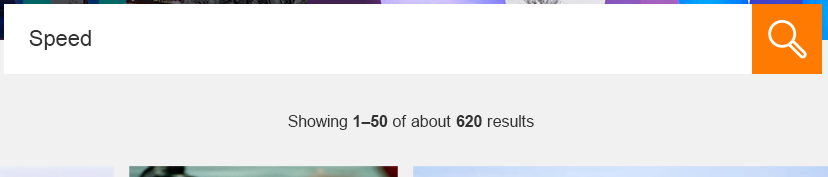 Speed
Showing 1–50 of about 620 results